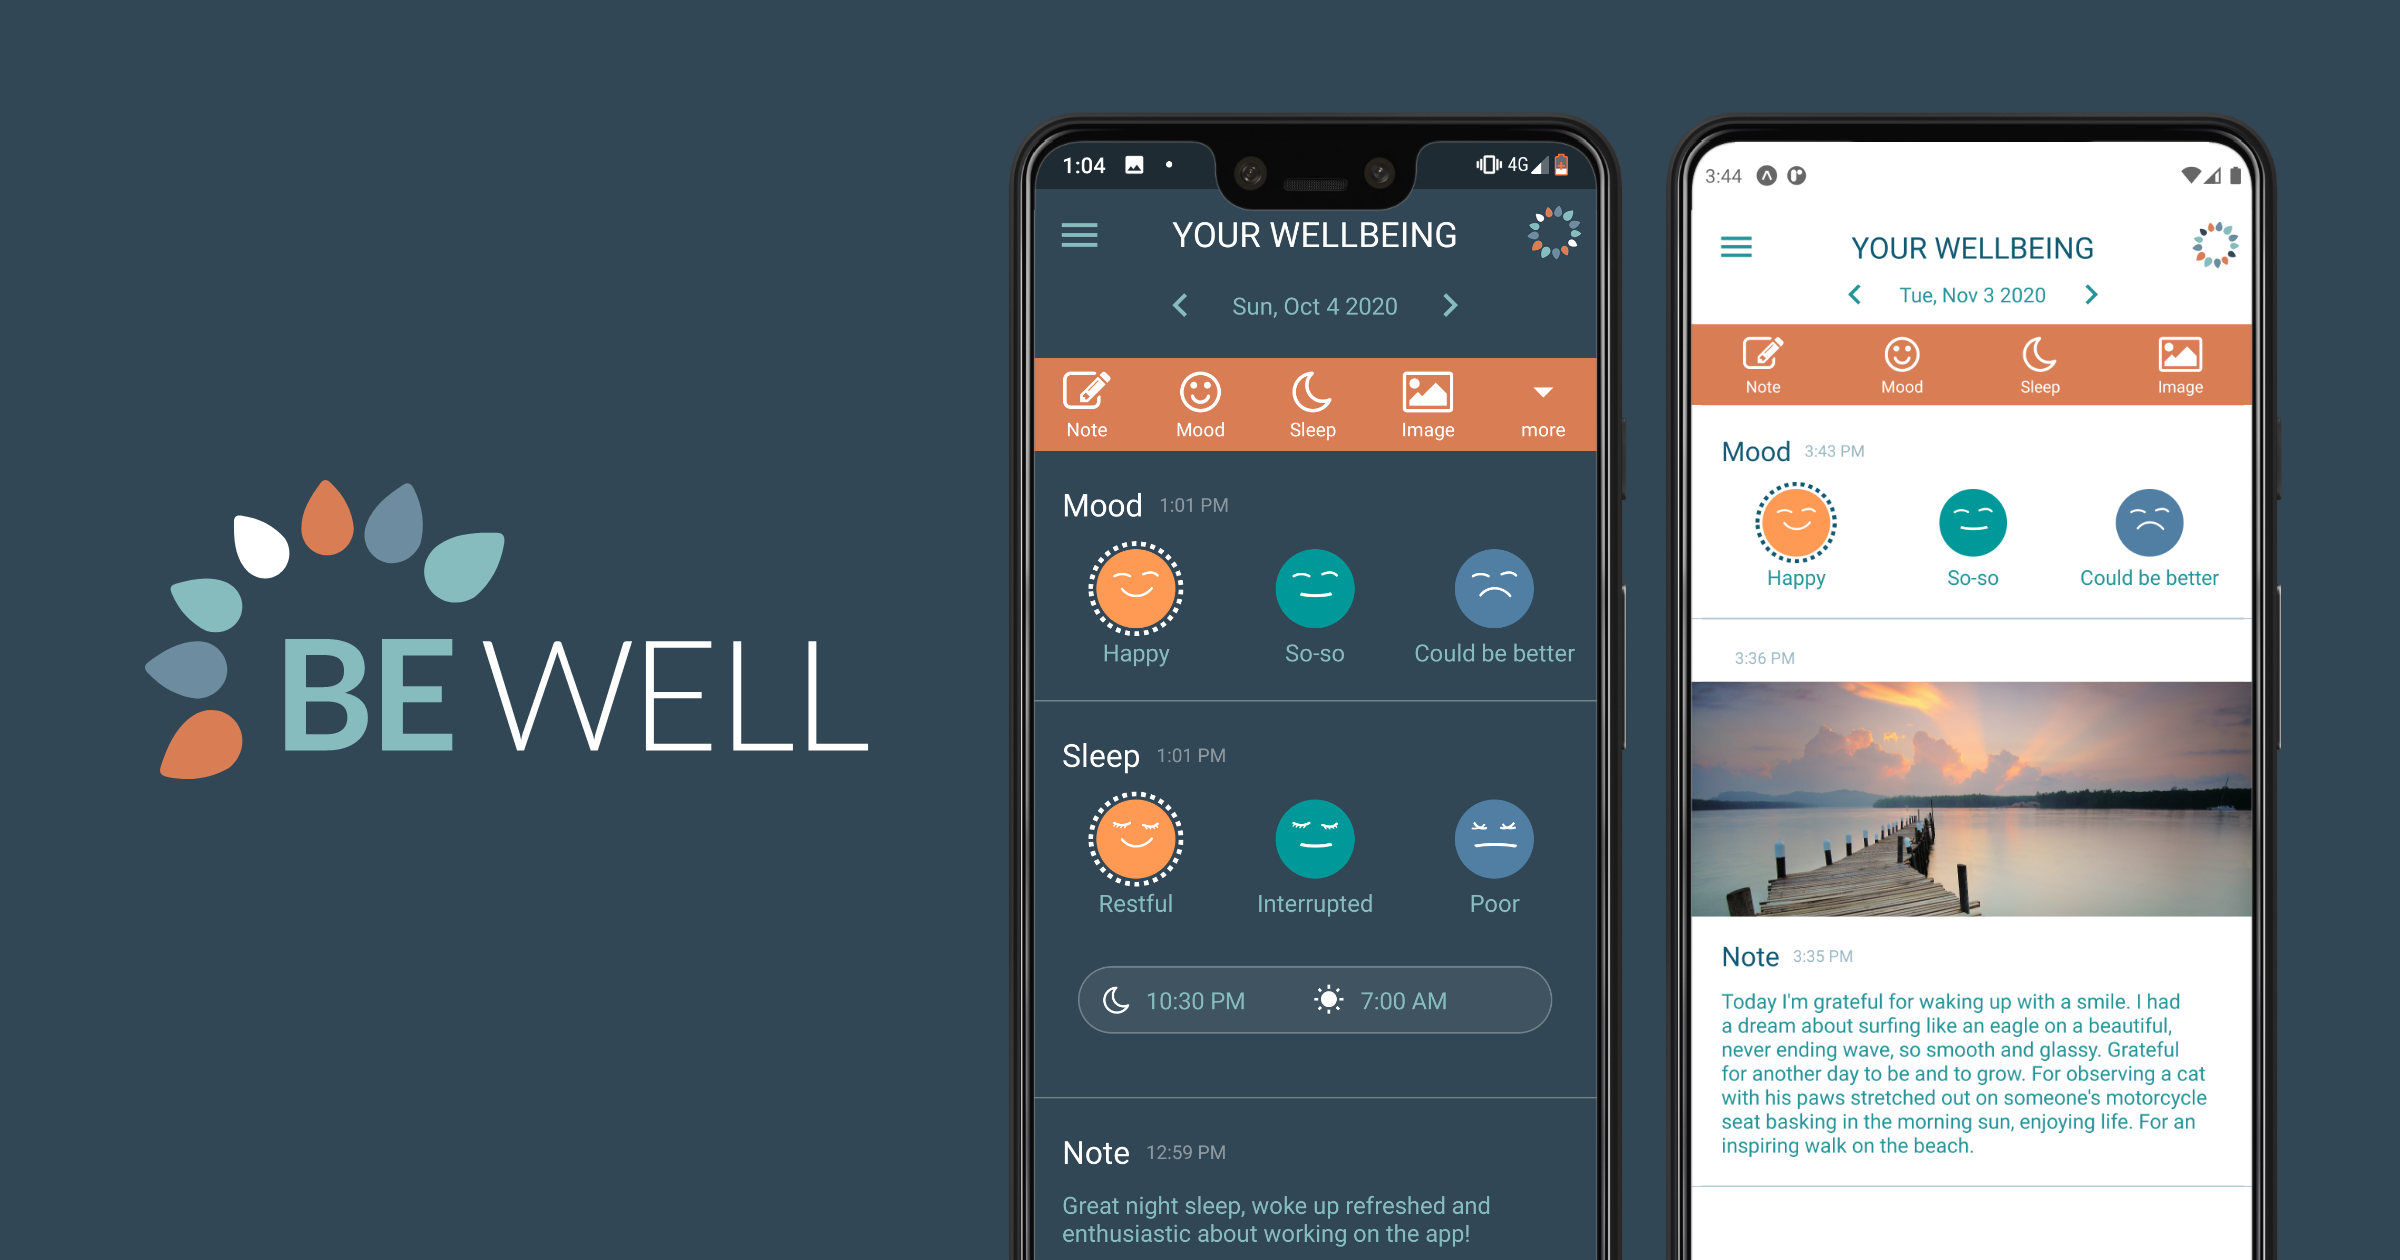 BE WELL
1:04
4G
YOUR WELLBEING
Sun, Oct 4 2020
Note Mood Sleep Image more
Mood 1:01 PM
Happy So-so Could be better
Sleep 1:01 PM
Restful Interrupted Poor
10:30 PM 7:00 AM
Note 12:59 PM
Great night sleep, woke up refreshed and
enthusiastic about working on the app!
3:44
YOUR WELLBEING
Tue, Nov 3 2020
Note Mood Sleep Image
Mood 3:43 PM
Happy So-so Could be better
3:36 PM
Note 3:35 PM
Today I'm grateful for waking up with a smile. I had
a dream about surfing like an eagle on a beautiful,
never ending wave, so smooth and glassy. Grateful
for another day to be and to grow. For observing a cat
with his paws stretched out on someone's motorcycle
seat basking in the morning sun, enjoying life. For an
inspiring walk on the beach.